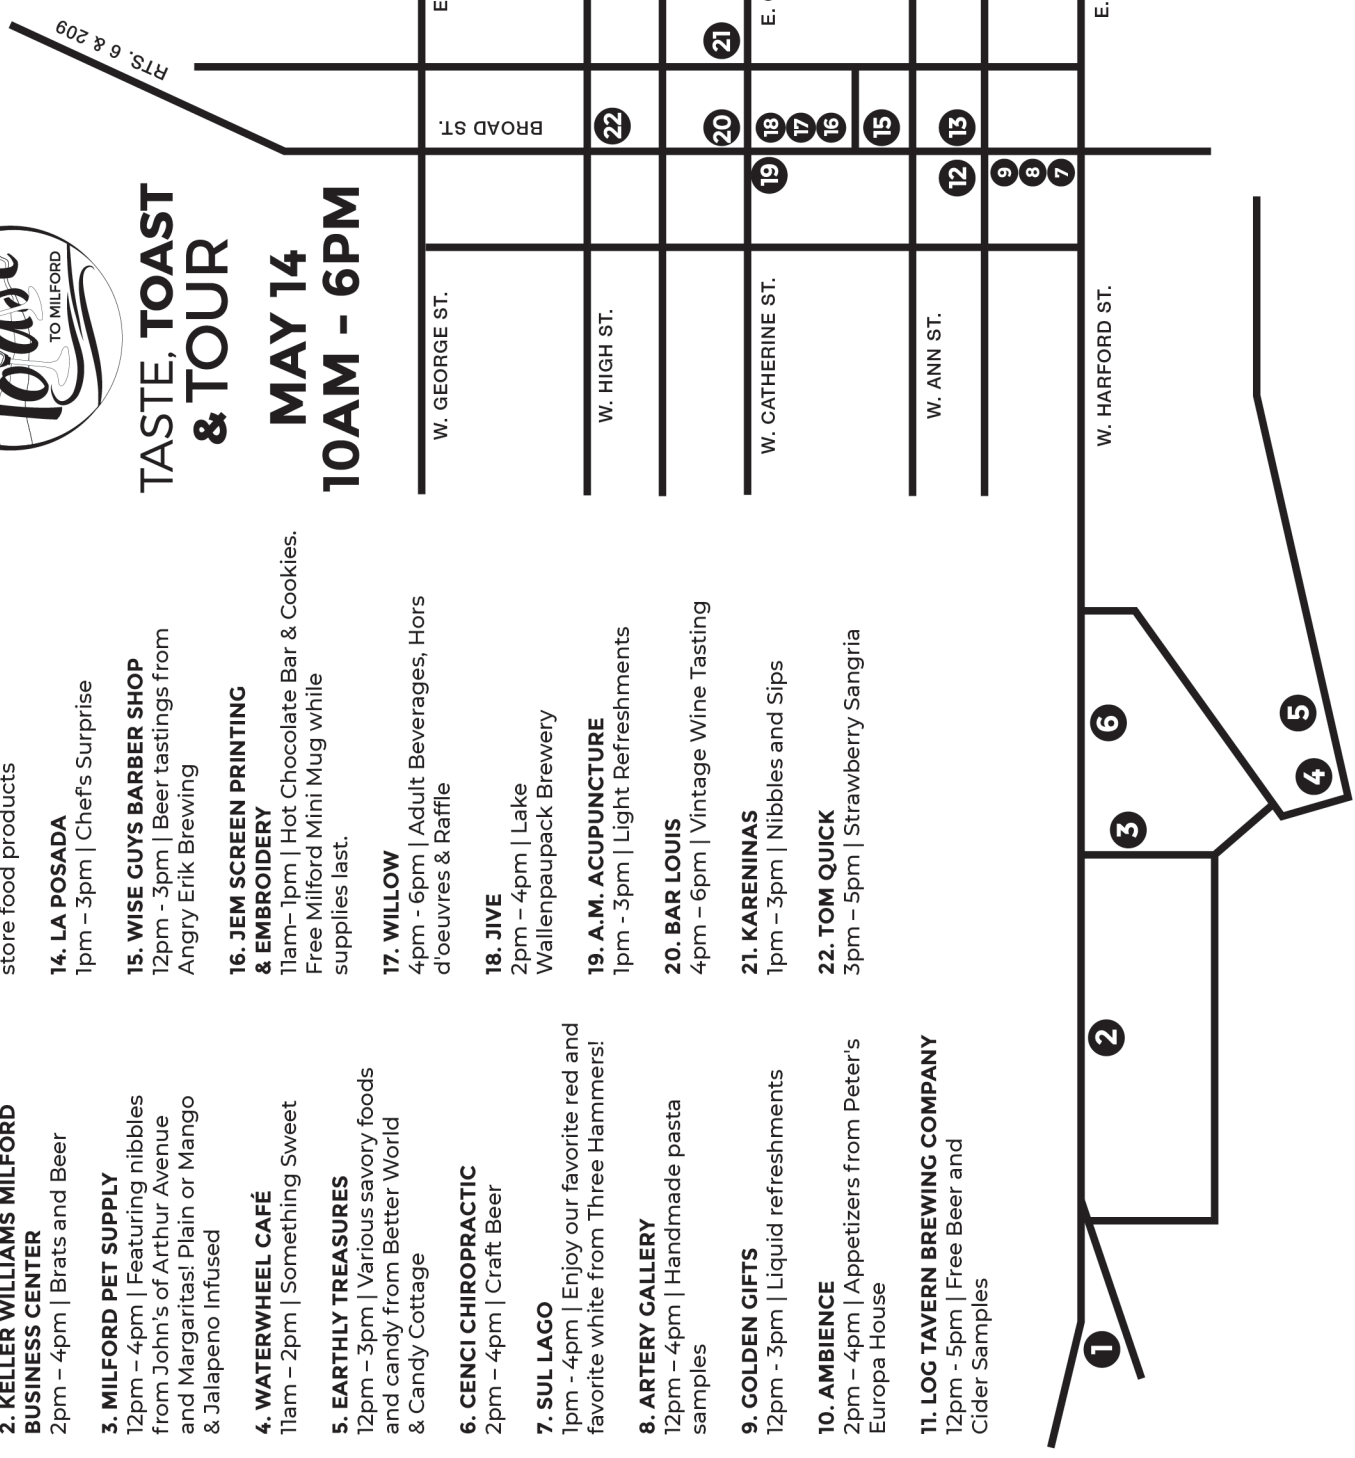 2. KELLER WILLIAMS MILFORD
BUSINESS CENTER
2pm – 4pm | Brats and Beer
3. MILFORD PET SUPPLY
12pm – 4pm | Featuring nibbles
from John's of Arthur Avenue
and Margaritas! Plain or Mango
& Jalapeno Infused
4. WATERWHEEL CAFÉ
11am – 2pm | Something Sweet
5. EARTHLY TREASURES
12pm – 3pm | Various savory foods
and candy from Better World
& Candy Cottage
6. CENCI CHIROPRACTIC
2pm – 4pm | Craft Beer
7. SUL LAGO
1pm - 4pm | Enjoy our favorite red and
favorite white from Three Hammers!
8. ARTERY GALLERY
12pm – 4pm | Handmade pasta
samples
9. GOLDEN GIFTS
12pm - 3pm | Liquid refreshments
10. AMBIENCE
2pm – 4pm | Appetizers from Peter's
Europa House
11. LOG TAVERN BREWING COMPANY
12pm - 5pm | Free Beer and
Cider Samples
store food products
14. LA POSADA
1pm – 3pm | Chef's Surprise
15. WISE GUYS BARBER SHOP
12pm - 3pm | Beer tastings from
Angry Erik Brewing
16. JEM SCREEN PRINTING
& EMBROIDERY
11am– 1pm | Hot Chocolate Bar & Cookies.
Free Milford Mini Mug while
supplies last.
17. WILLOW
4pm - 6pm | Adult Beverages, Hors
d'oeuvres & Raffle
18. JIVE
2pm – 4pm | Lake
Wallenpaupack Brewery
19. A.M. ACUPUNCTURE
1pm - 3pm | Light Refreshments
20. BAR LOUIS
4pm – 6pm | Vintage Wine Tasting
21. KARENINAS
1pm – 3pm | Nibbles and Sips
22. TOM QUICK
3pm – 5pm | Strawberry Sangria
Toast
TO MILFORD
TASTE, TOAST
& TOUR
MAY 14
10AM - 6PM
RTS. 6 & 209
BROAD ST.
W. GEORGE ST.
E.
W. HIGH ST.
22
W. CATHERINE ST.
E.
19
20
21
18
17
16
15
W. ANN ST.
12
13
9
8
7
W. HARFORD ST.
E.
1
2
3
6
4
5